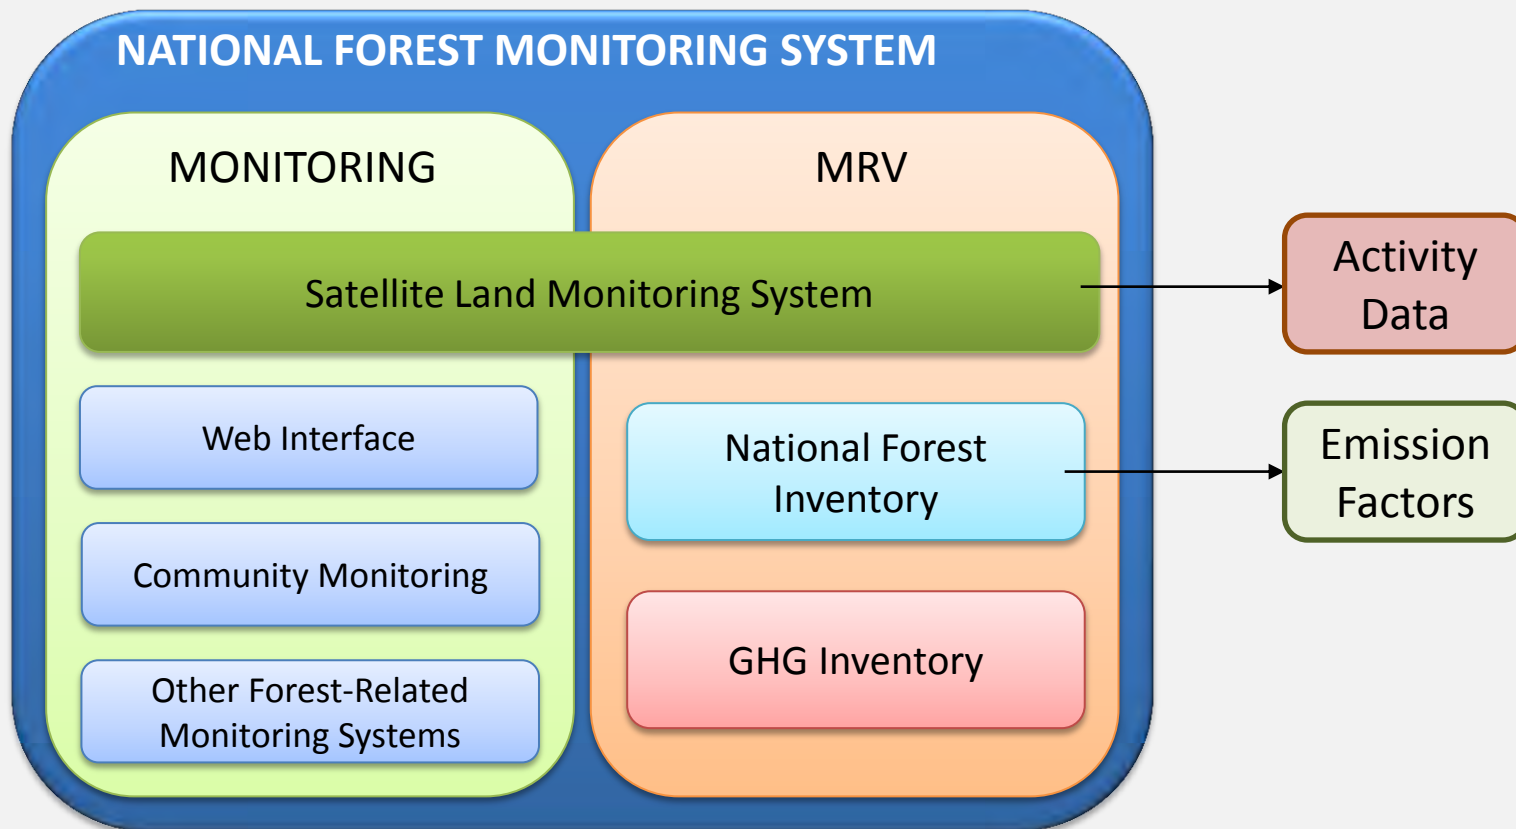 NATIONAL FOREST MONITORING SYSTEM
MONITORING
MRV
Satellite Land Monitoring System
Activity
Data
Web Interface
National Forest
Inventory
Emission
Factors
Community Monitoring
GHG Inventory
Other Forest-Related
Monitoring Systems